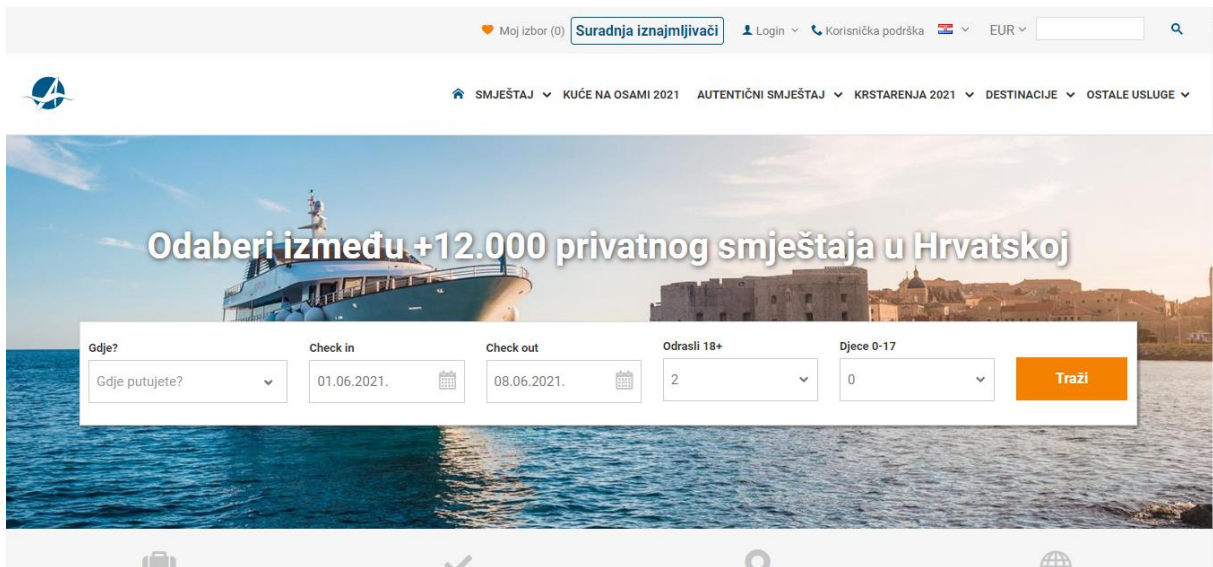 Moj izbor (0) Suradnja iznajmljivači Login Korisnička podrška EUR
SMJEŠTAJ KUĆE NA OSAMI 2021 AUTENTIČNI SMJEŠTAJ KRSTARENJA 2021 DESTINACIJE OSTALE USLUGE
Odaberi između +12.000 privatnog smještaja u Hrvatskoj
Gdje? Check in Check out Odrasli 18+ Djece 0-17
Gdje putujete? 01.06.2021. 08.06.2021. 2 0 Traži